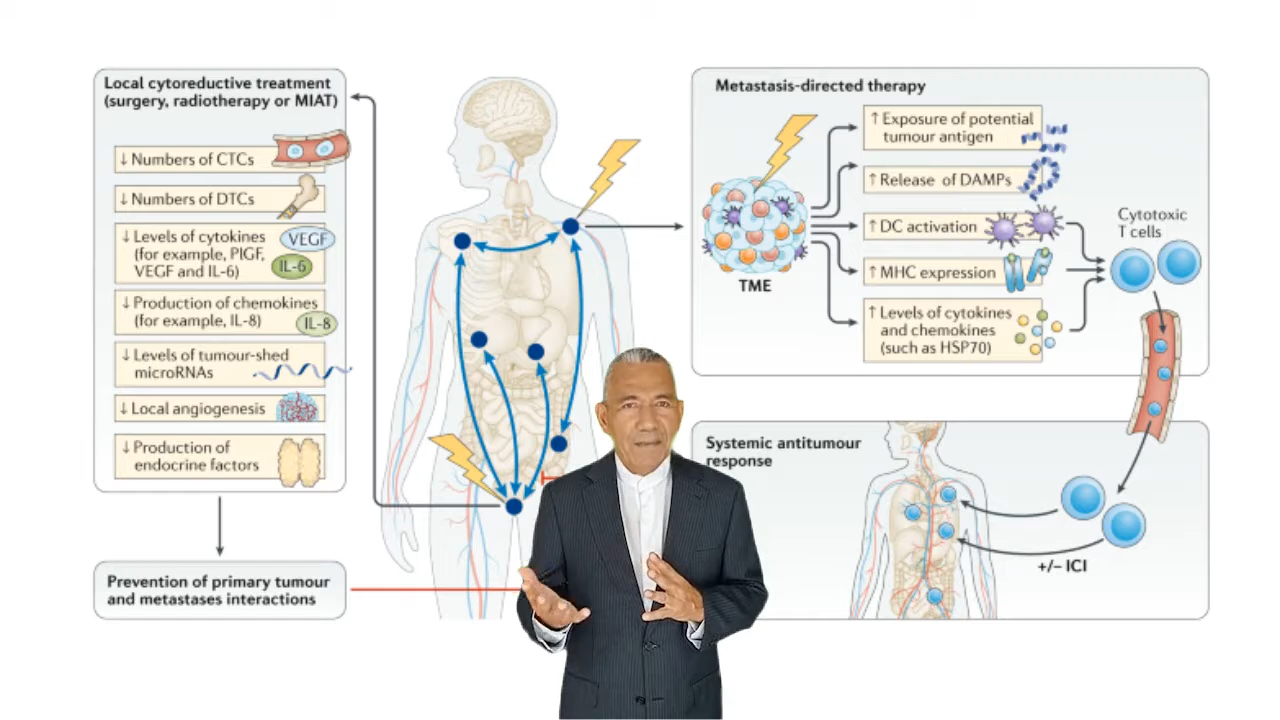 Local cytoreductive treatment
(surgery, radiotherapy or MIAT)
↓ Numbers of CTCs
↓ Numbers of DTCs
↓ Levels of cytokines
(for example, PlGF,
VEGF and IL-6)
VEGF
IL-6
↓ Production of chemokines
(for example, IL-8)
IL-8
↓ Levels of tumour-shed
microRNAs
↓ Local angiogenesis
↓ Production of
endocrine factors
Prevention of primary tumour
and metastases interactions
Metastasis-directed therapy
TME
↑ Exposure of potential
tumour antigen
↑ Release of DAMPs
↑ DC activation
↑ MHC expression
↑ Levels of cytokines
and chemokines
(such as HSP70)
Cytotoxic
T cells
Systemic antitumour
response
+/− ICI